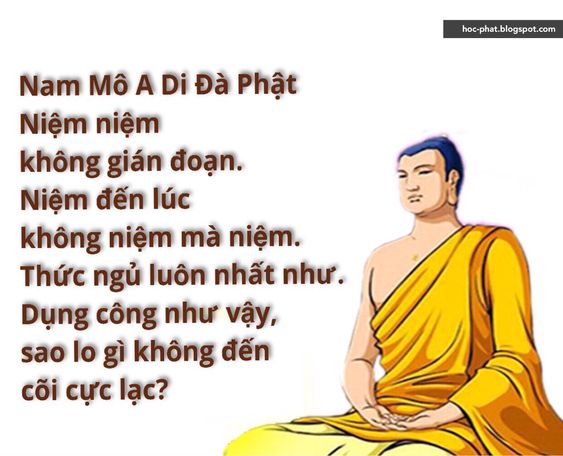 hoc-phat.blogspot.com
Nam Mô A Di Đà Phật
Niệm niệm
không gián đoạn.
Niệm đến lúc
không niệm mà niệm.
Thức ngủ luôn nhất như.
Dụng công như vậy,
sao lo gì không đến
cõi cực lạc?